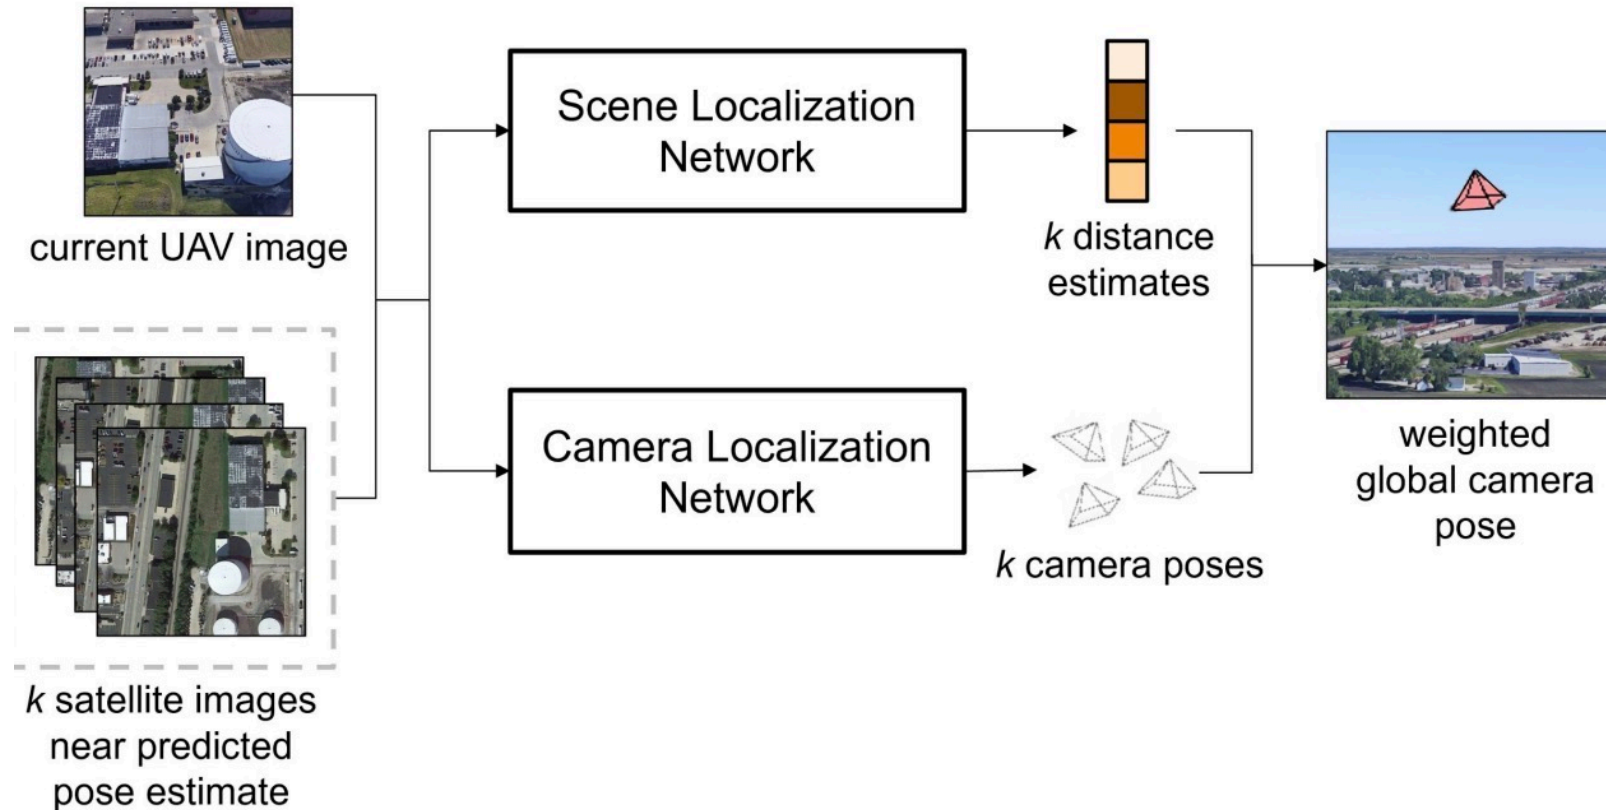 current UAV image
k satellite images
near predicted
pose estimate
Scene Localization
Network
Camera Localization
Network
k distance
estimates
k camera poses
weighted
global camera
pose